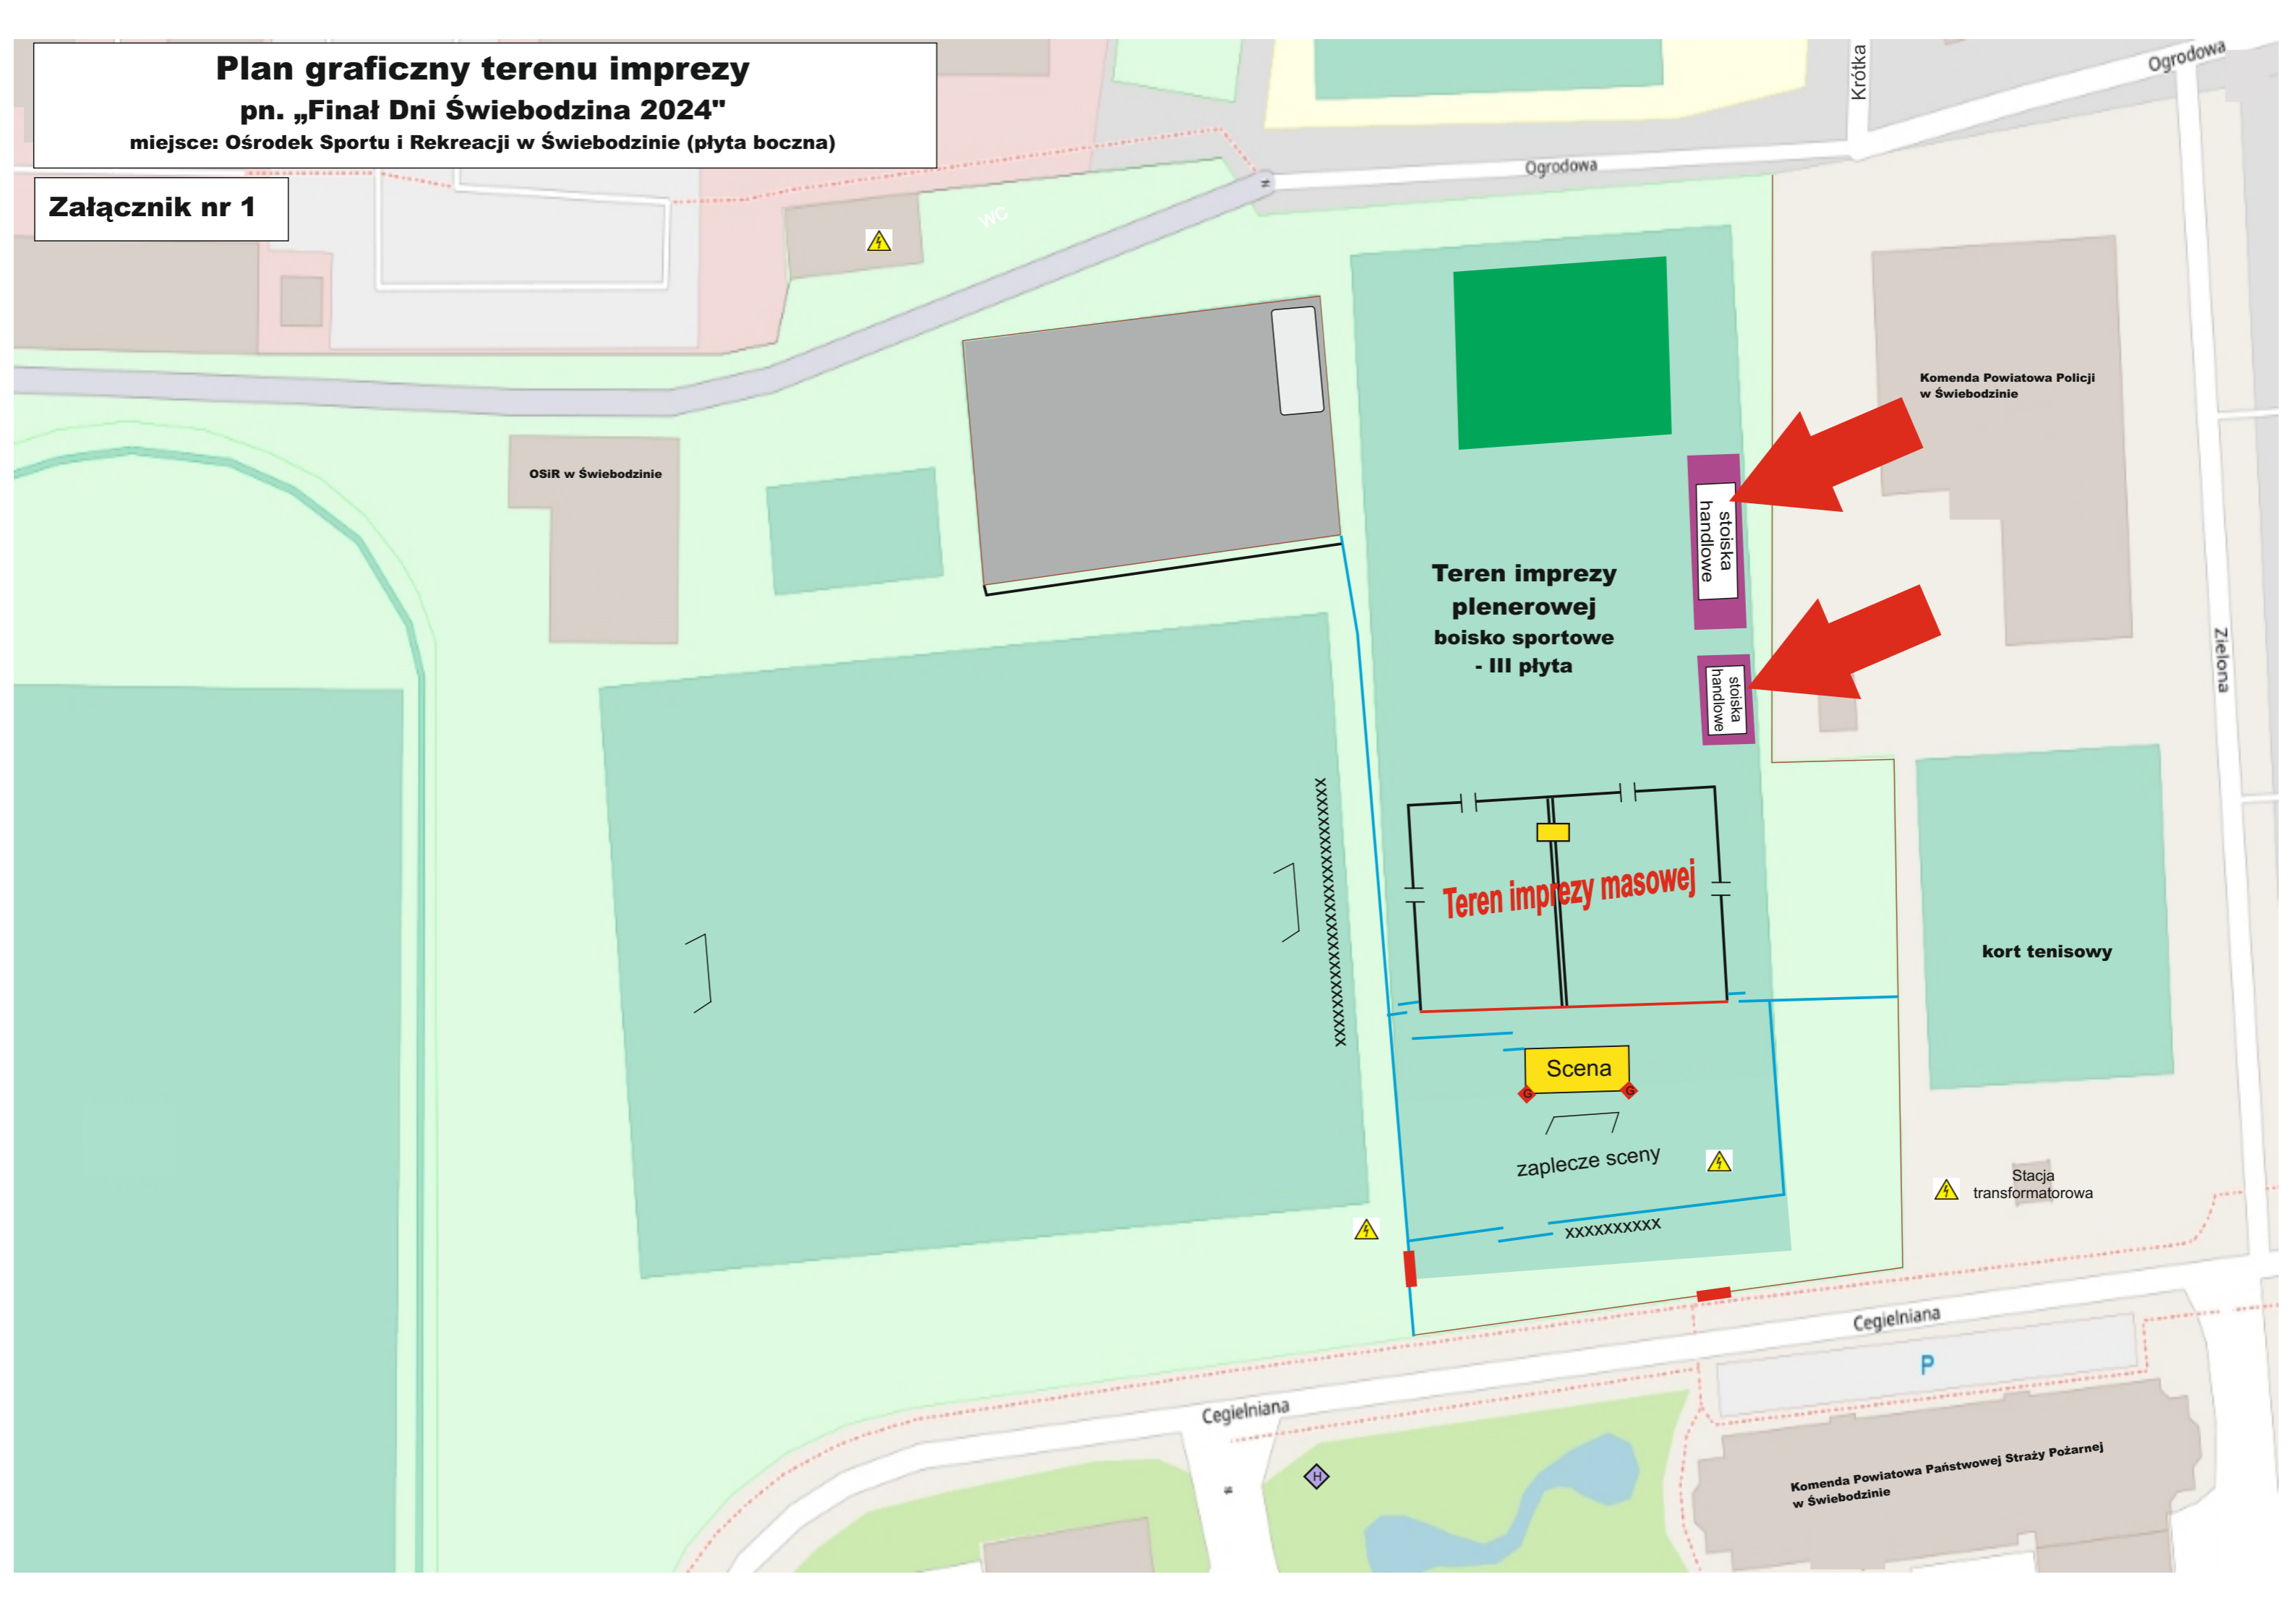 Plan graficzny terenu imprezy
pn. „Finał Dni Świebodzina 2024"
miejsce: Ośrodek Sportu i Rekreacji w Świebodzinie (płyta boczna)
Załącznik nr 1
Krótka
Ogrodowa
Ogrodowa
WC
Komenda Powiatowa Policji
w Świebodzinie
OSiR w Świebodzinie
stoiska
handlowe
Teren imprezy
plenerowej
boisko sportowe
- III płyta
stoiska
handlowe
Zielona
Teren imprezy masowej
kort tenisowy
Scena
G
G
zaplecze sceny
Stacja
transformatorowa
xxxxxxxxxx
Cegielniana
P
Cegielniana
H
Komenda Powiatowa Państwowej Straży Pożarnej
w Świebodzinie